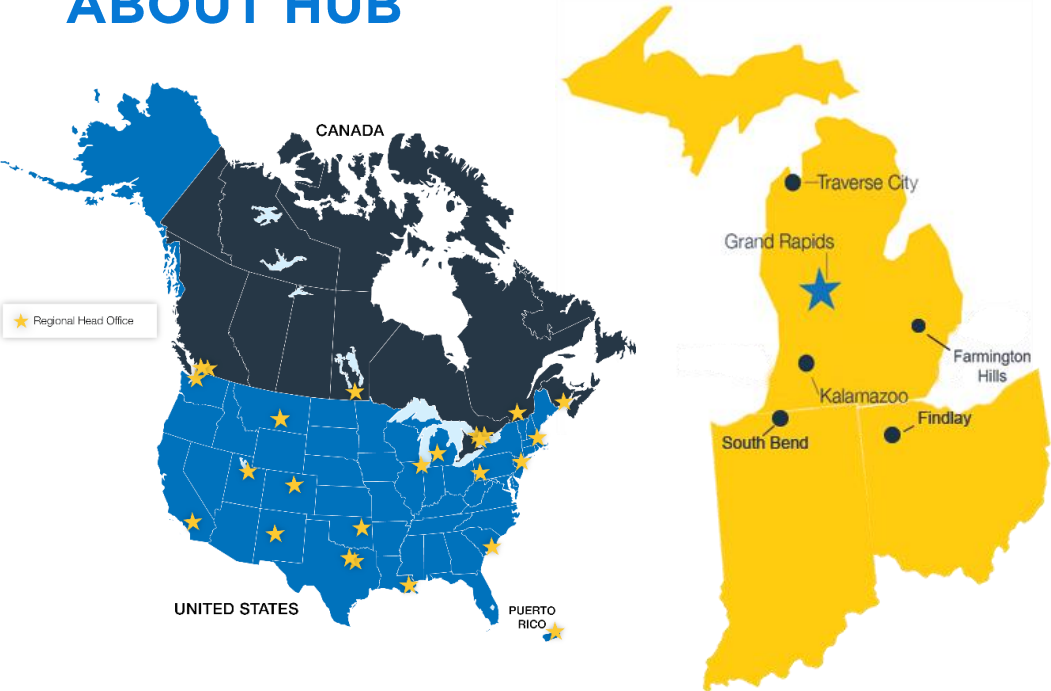 ABOUT HUB
CANADA
Regional Head Office
UNITED STATES
PUERTO
RICO
Traverse City
Grand Rapids
Farmington
Hills
Kalamazoo
Findlay
South Bend